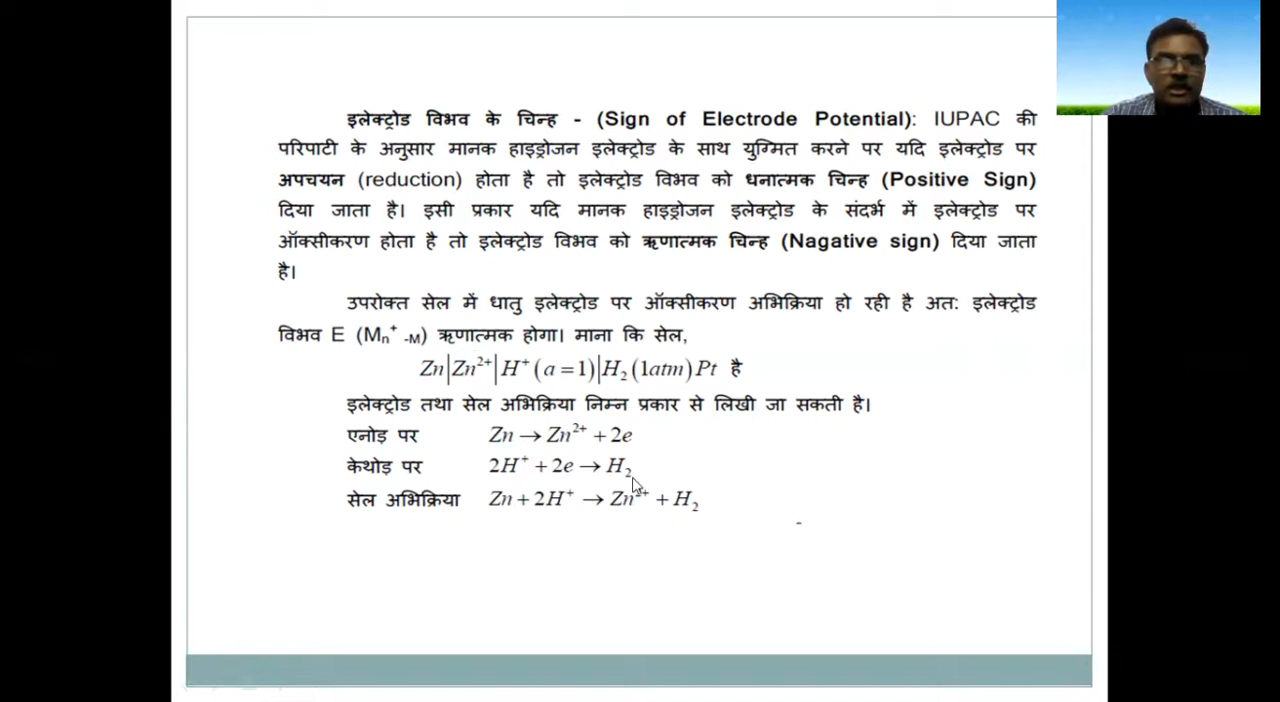 इलेक्ट्रोड विभव के चिन्ह - (Sign of Electrode Potential): IUPAC की
परिपाटी के अनुसार मानक हाइड्रोजन इलेक्ट्रोड के साथ युग्मित करने पर यदि इलेक्ट्रोड पर
अपचयन (reduction) होता है तो इलेक्ट्रोड विभव को धनात्मक चिन्ह (Positive Sign)
दिया जाता है। इसी प्रकार यदि मानक हाइड्रोजन इलेक्ट्रोड के संदर्भ में इलेक्ट्रोड पर
ऑक्सीकरण होता है तो इलेक्ट्रोड विभव को ऋणात्मक चिन्ह (Nagative sign) दिया जाता
है।
उपरोक्त सेल में धातु इलेक्ट्रोड पर ऑक्सीकरण अभिक्रिया हो रही है अत: इलेक्ट्रोड
विभव E (Mₙ⁺ -M) ऋणात्मक होगा। माना कि सेल,
Zn|Zn²⁺|H⁺(a=1)|H₂(1atm)Pt है
इलेक्ट्रोड तथा सेल अभिक्रिया निम्न प्रकार से लिखी जा सकती है।
एनोड़ पर Zn → Zn²⁺ + 2e
केथोड़ पर 2H⁺ + 2e → H₂
सेल अभिक्रिया Zn + 2H⁺ → Zn²⁺ + H₂